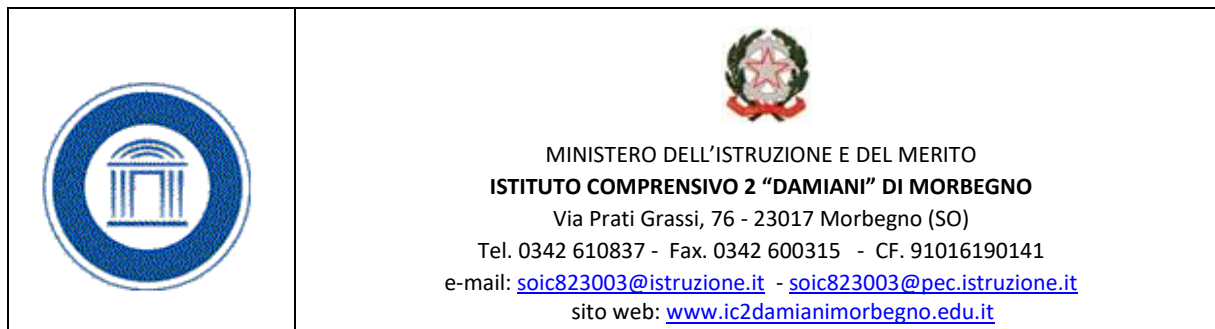 MINISTERO DELL’ISTRUZIONE E DEL MERITO
ISTITUTO COMPRENSIVO 2 “DAMIANI” DI MORBEGNO
Via Prati Grassi, 76 - 23017 Morbegno (SO)
Tel. 0342 610837 - Fax. 0342 600315 - CF. 91016190141
e-mail: soic823003@istruzione.it - soic823003@pec.istruzione.it
sito web: www.ic2damianimorbegno.edu.it